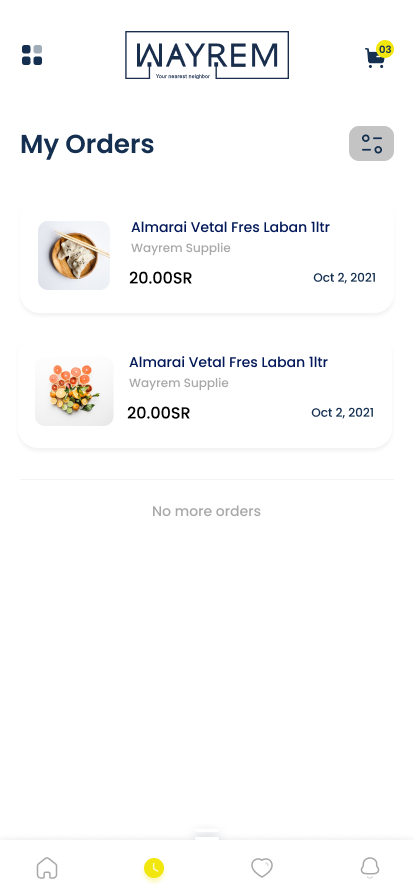 WAYREM
Your nearest neighbor
03
My Orders
Almarai Vetal Fres Laban 1ltr
Wayrem Supplie
20.00SR
Oct 2, 2021
Almarai Vetal Fres Laban 1ltr
Wayrem Supplie
20.00SR
Oct 2, 2021
No more orders